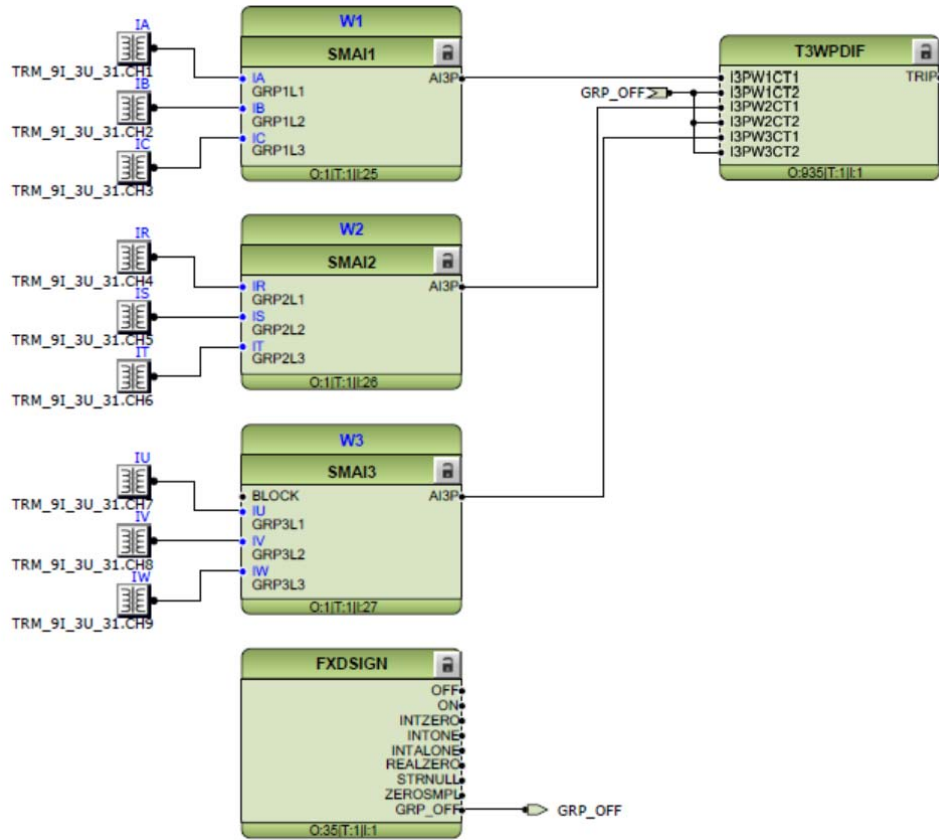 IA
TRM_9I_3U_31.CH1
IB
TRM_9I_3U_31.CH2
IC
TRM_9I_3U_31.CH3
W1
SMAI1
IA
GRP1L1
IB
GRP1L2
IC
GRP1L3
AI3P
O:1|T:1|I:25
T3WPDIF
I3PW1CT1
I3PW1CT2
I3PW2CT1
I3PW2CT2
I3PW3CT1
I3PW3CT2
TRIP
O:935|T:1|I:1
GRP_OFF
IR
TRM_9I_3U_31.CH4
IS
TRM_9I_3U_31.CH5
IT
TRM_9I_3U_31.CH6
W2
SMAI2
IR
GRP2L1
IS
GRP2L2
IT
GRP2L3
AI3P
O:1|T:1|I:26
IU
TRM_9I_3U_31.CH7
IV
TRM_9I_3U_31.CH8
IW
TRM_9I_3U_31.CH9
W3
SMAI3
BLOCK
IU
GRP3L1
IV
GRP3L2
IW
GRP3L3
AI3P
O:1|T:1|I:27
FXDSIGN
OFF
ON
INTZERO
INTONE
INTALONE
REALZERO
STRNULL
ZEROSMPL
GRP_OFF
O:35|T:1|I:1
GRP_OFF